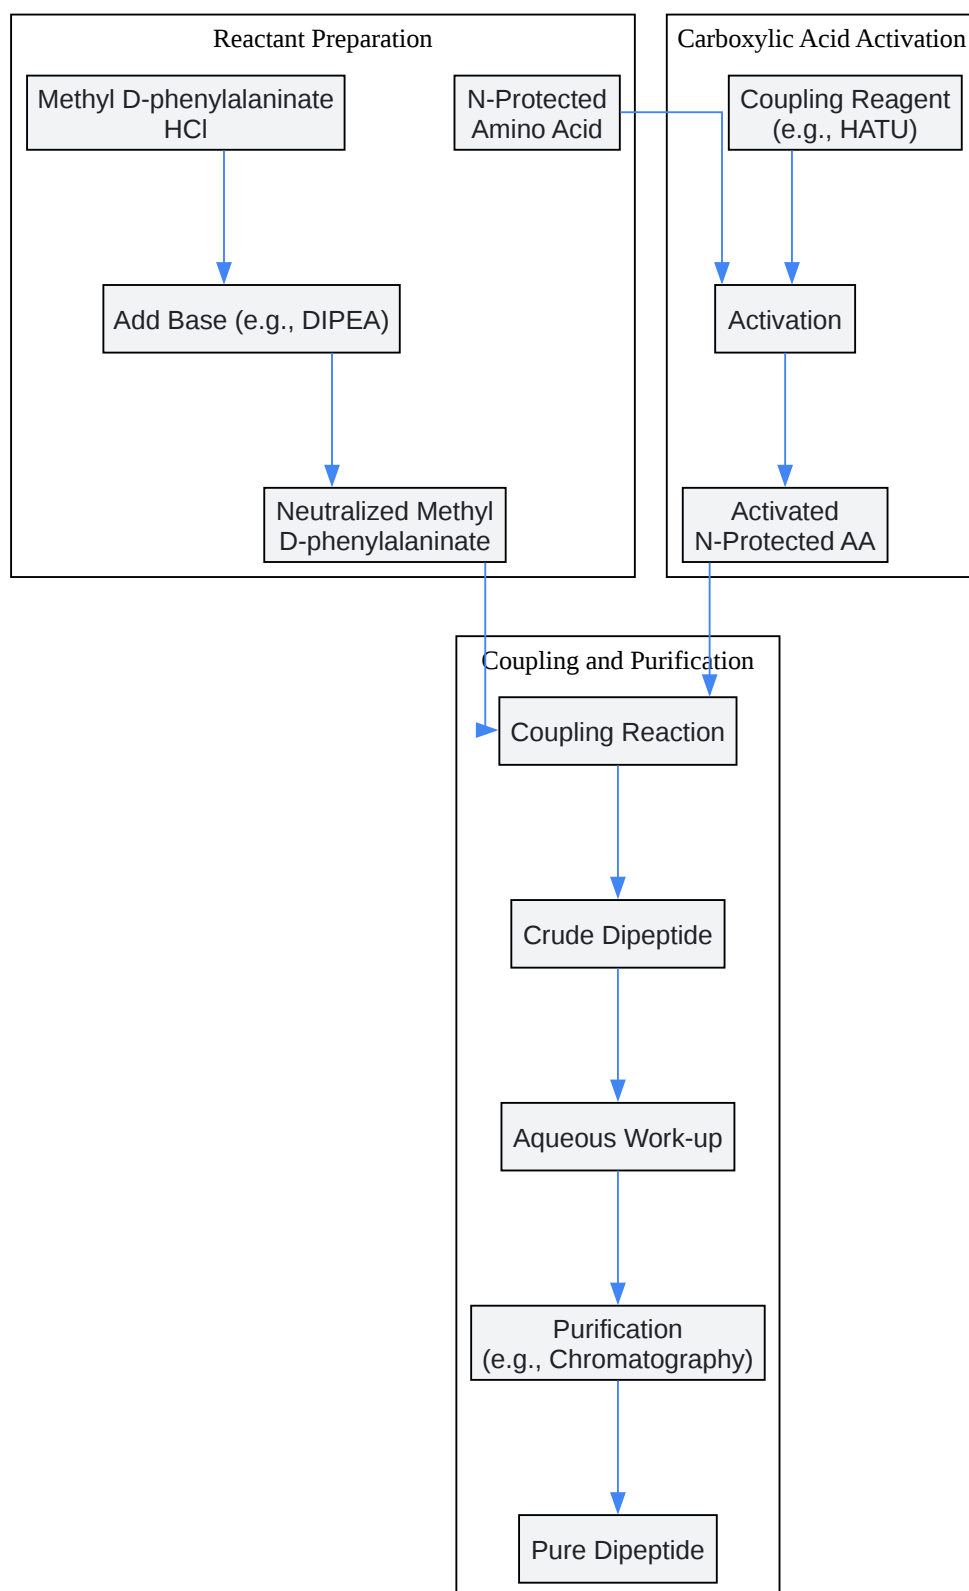 Reactant Preparation
Methyl D-phenylalaninate
HCl
N-Protected
Amino Acid
Add Base (e.g., DIPEA)
Neutralized Methyl
D-phenylalaninate
Carboxylic Acid Activation
Coupling Reagent
(e.g., HATU)
Activation
Activated
N-Protected AA
Coupling and Purification
Coupling Reaction
Crude Dipeptide
Aqueous Work-up
Purification
(e.g., Chromatography)
Pure Dipeptide